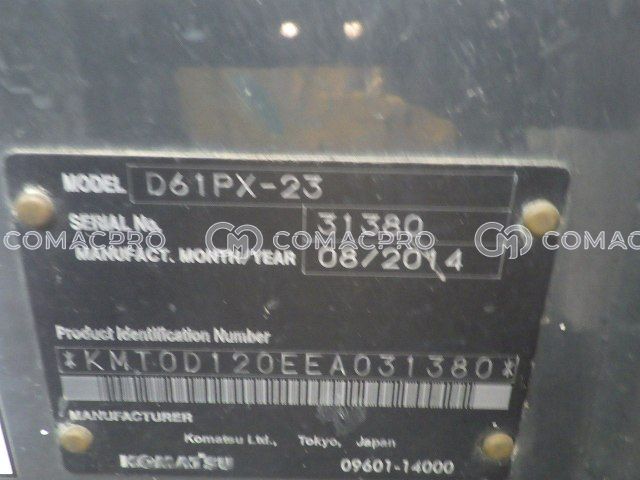 MODEL D61PX-23
SERIAL No. 31380
COMACPRO COMACPRO COMACPRO
MANUFACT. MONTH/YEAR 08/2014
Product Identification Number
*KMT0D120EEA031380*
MANUFACTURER
Komatsu Ltd., Tokyo, Japan
KOMATSU 09601-14000